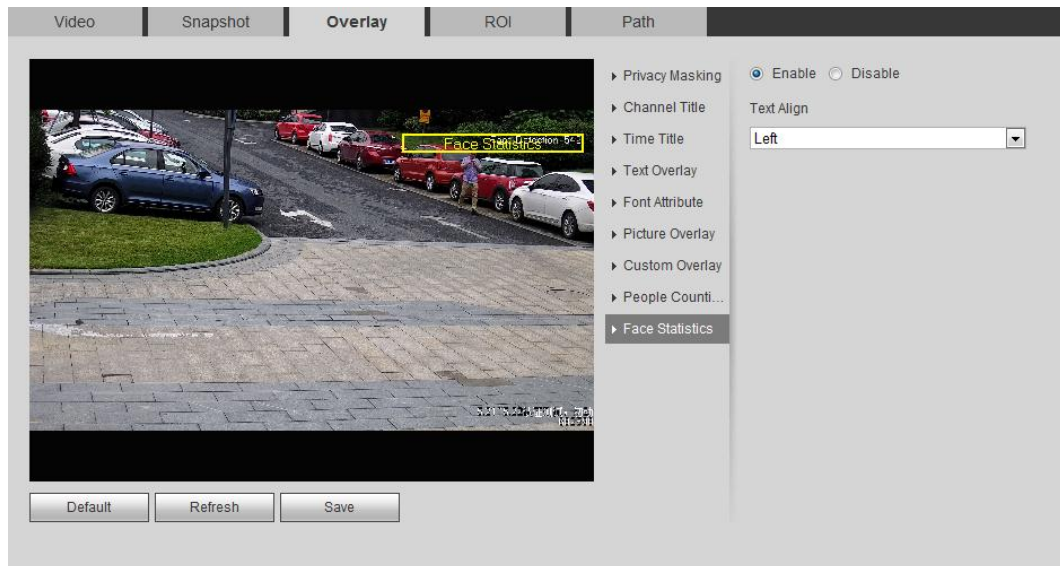 Video
Snapshot
Overlay
ROI
Path
Face Statistics
Privacy Masking
Channel Title
Time Title
Text Overlay
Font Attribute
Picture Overlay
Custom Overlay
People Counti...
Face Statistics
Enable
Disable
Text Align
Left
Default
Refresh
Save